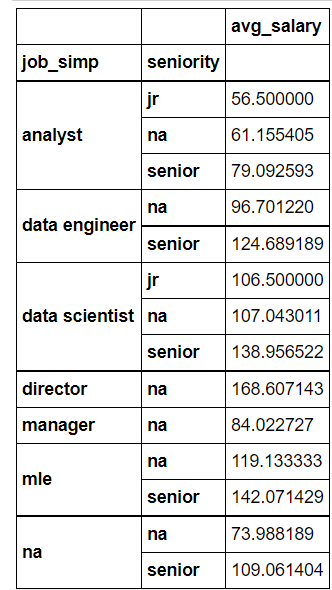 avg_salary
job_simp seniority
analyst jr 56.500000
na 61.155405
senior 79.092593
data engineer na 96.701220
senior 124.689189
data scientist jr 106.500000
na 107.043011
senior 138.956522
director na 168.607143
manager na 84.022727
mle na 119.133333
senior 142.071429
na na 73.988189
senior 109.061404